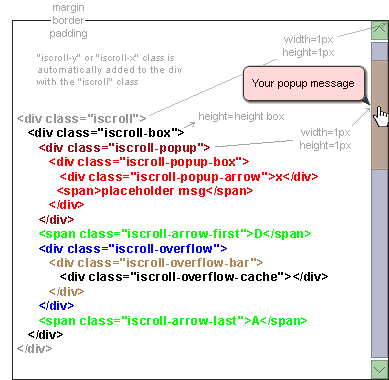 margin
border
padding
width=1px
height=1px
"iscroll-y" or "iscroll-x" class is
automatically added to the div
with the "iscroll" class
Your popup message
<div class="iscroll">
height=height box
<div class="iscroll-box">
width=1px
height=1px
<div class="iscroll-popup">
<div class="iscroll-popup-box">
<div class="iscroll-popup-arrow">x</div>
<span>placeholder msg</span>
</div>
</div>
<span class="iscroll-arrow-first">D</span>
<div class="iscroll-overflow">
<div class="iscroll-overflow-bar">
<div class="iscroll-overflow-cache"></div>
</div>
</div>
<span class="iscroll-arrow-last">A</span>
</div>
</div>